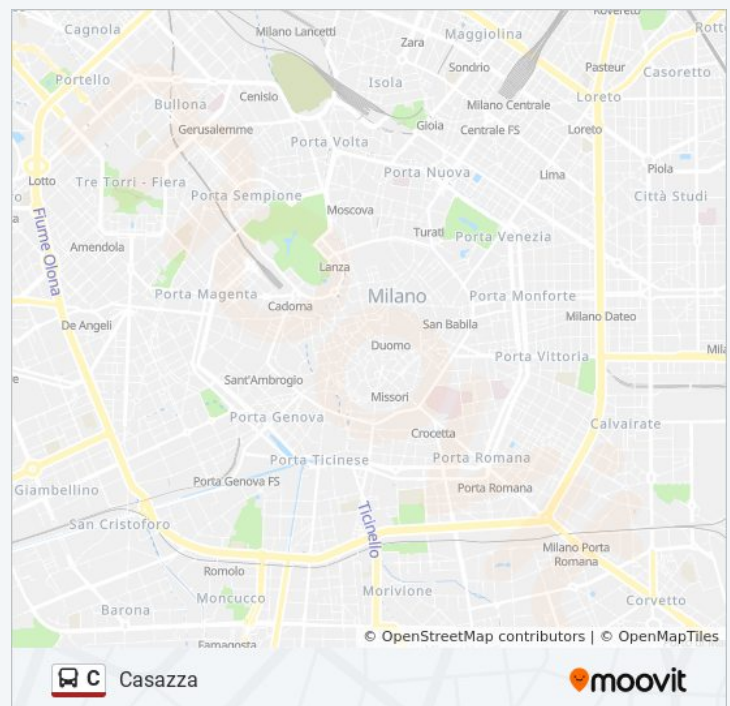 Rovereto
Cagnola
Milano Lancetti
Maggiolina
Zara
Sondrio
Pasteur
Casoretto
Portello
Isola
Bullona
Cenisio
Milano Centrale
Loreto
Gerusalemme
Porta Volta
Gioia
Centrale FS
Loreto
Piola
Lotto
Tre Torri - Fiera
Porta Nuova
Lima
Città Studi
Porta Sempione
Moscova
Fiume Olona
Turati
Porta Venezia
Amendola
Lanza
Porta Magenta
Cadorna
Milano
Porta Monforte
De Angeli
San Babila
Milano Dateo
Duomo
Porta Vittoria
Sant'Ambrogio
Missori
Porta Genova
Crocetta
Calvairate
Porta Ticinese
Porta Romana
Giambellino
Porta Genova FS
Porta Romana
Ticinello
San Cristoforo
Milano Porta
Romana
Romolo
Barona
Moncucco
Morivione
Corvetto
Famagosta
© OpenStreetMap contributors | © OpenMapTiles
C Casazza
moovit